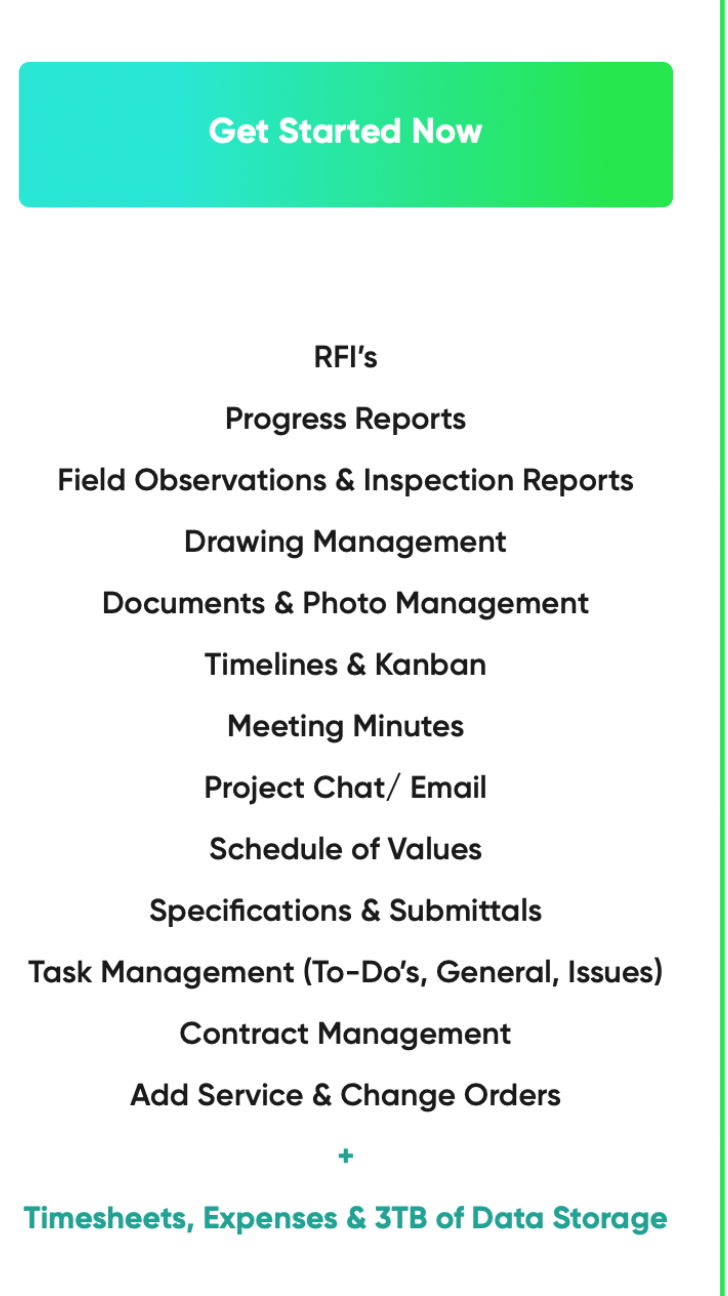 Get Started Now
RFI’s
Progress Reports
Field Observations & Inspection Reports
Drawing Management
Documents & Photo Management
Timelines & Kanban
Meeting Minutes
Project Chat/ Email
Schedule of Values
Specifications & Submittals
Task Management (To-Do’s, General, Issues)
Contract Management
Add Service & Change Orders
+
Timesheets, Expenses & 3TB of Data Storage